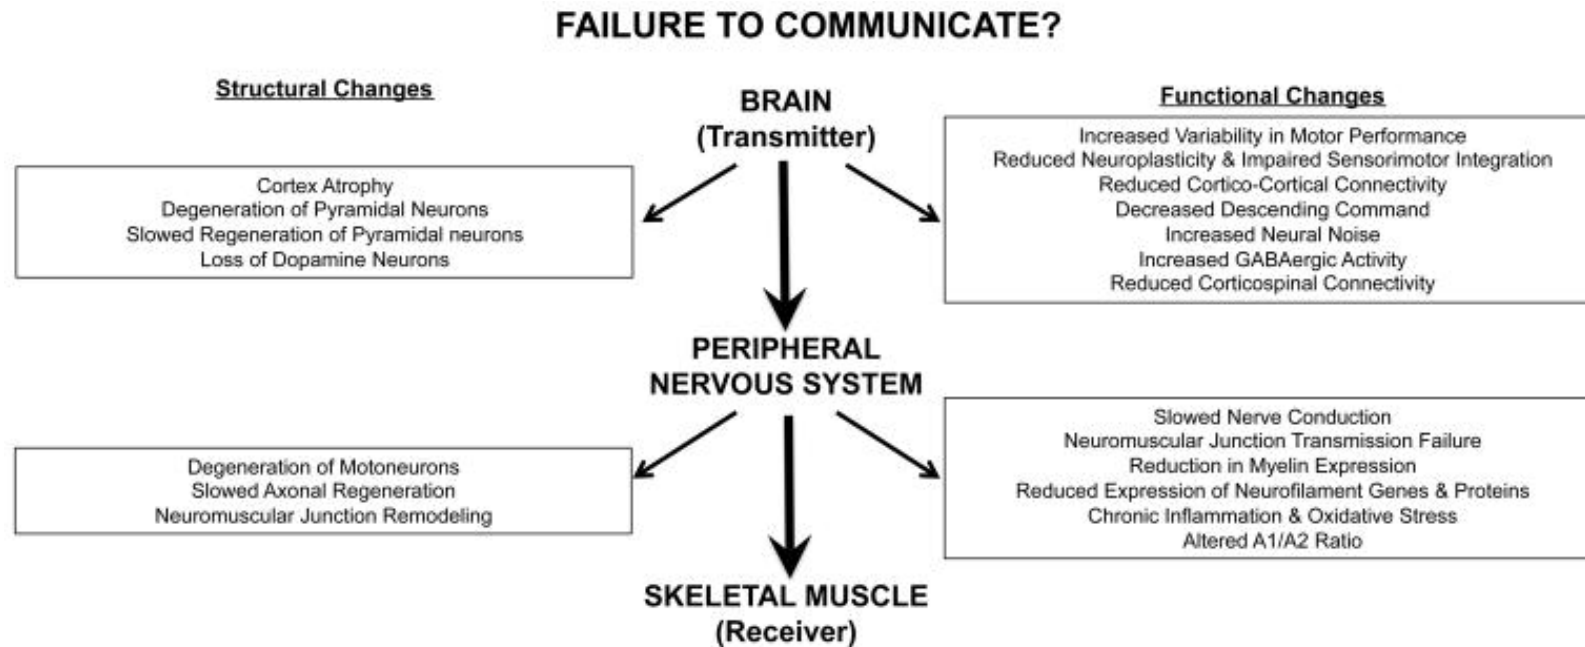 FAILURE TO COMMUNICATE?
Structural Changes
BRAIN
(Transmitter)
Functional Changes
Cortex Atrophy
Degeneration of Pyramidal Neurons
Slowed Regeneration of Pyramidal neurons
Loss of Dopamine Neurons
Increased Variability in Motor Performance
Reduced Neuroplasticity & Impaired Sensorimotor Integration
Reduced Cortico-Cortical Connectivity
Decreased Descending Command
Increased Neural Noise
Increased GABAergic Activity
Reduced Corticospinal Connectivity
PERIPHERAL
NERVOUS SYSTEM
Degeneration of Motoneurons
Slowed Axonal Regeneration
Neuromuscular Junction Remodeling
Slowed Nerve Conduction
Neuromuscular Junction Transmission Failure
Reduction in Myelin Expression
Reduced Expression of Neurofilament Genes & Proteins
Chronic Inflammation & Oxidative Stress
Altered A1/A2 Ratio
SKELETAL MUSCLE
(Receiver)